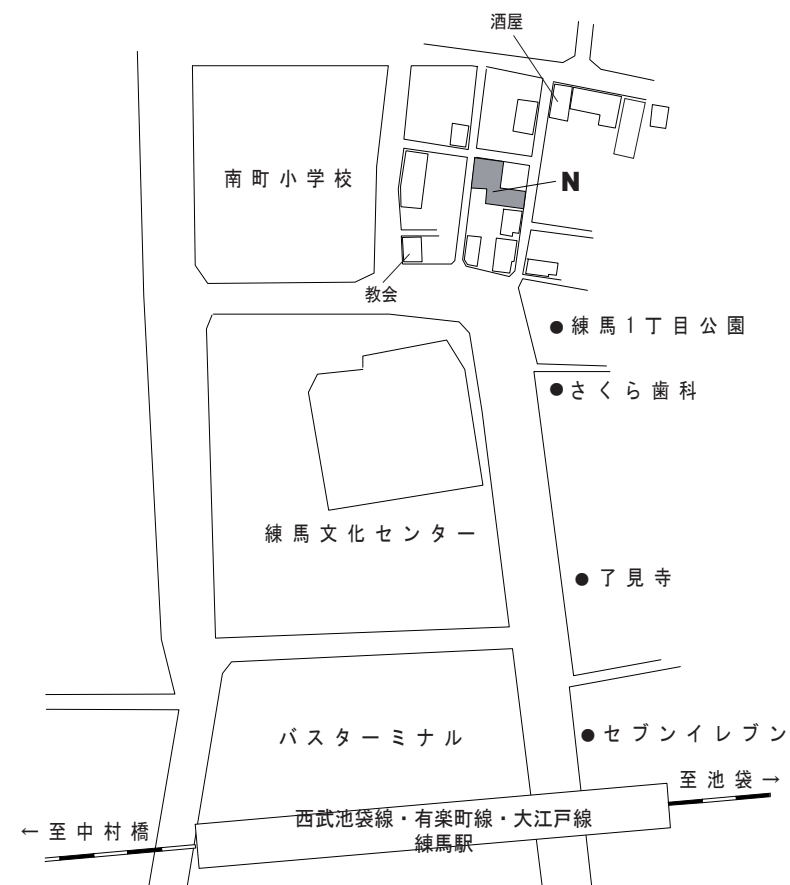 酒屋
南町小学校
N
教会
●練馬1丁目公園
●さくら歯科
練馬文化センター
●了見寺
バスターミナル
●セブンイレブン
至池袋→
←至中村橋
西武池袋線・有楽町線・大江戸線
練馬駅